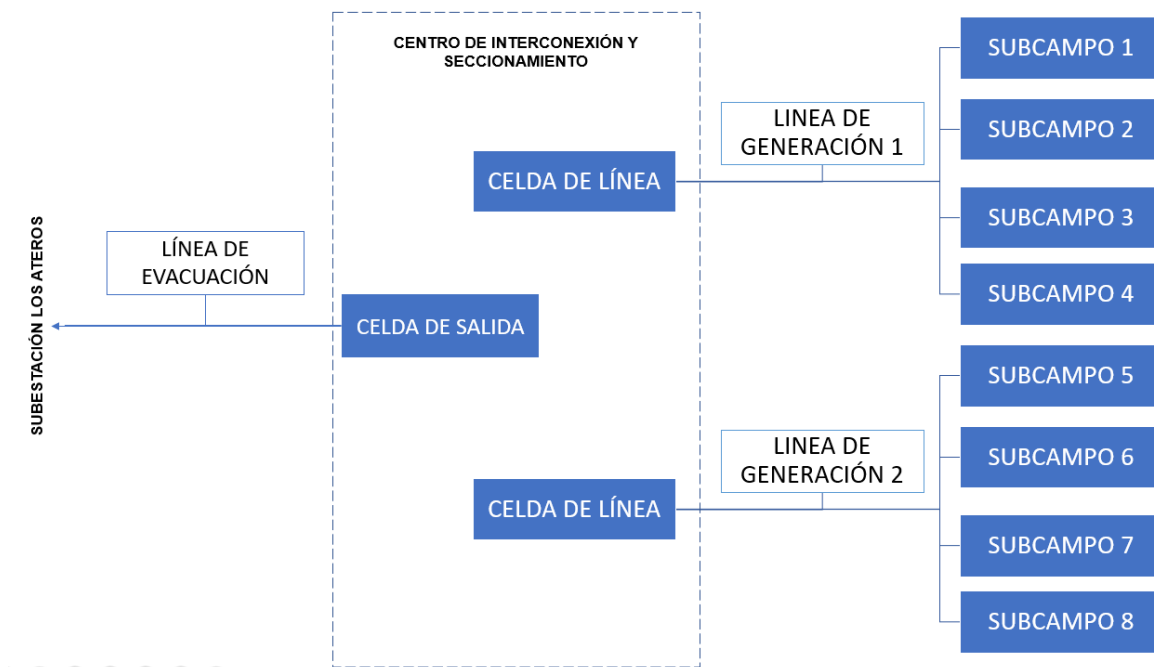 CENTRO DE INTERCONEXIÓN Y
SECCIONAMIENTO
SUBESTACIÓN LOS ATEROS
LÍNEA DE
EVACUACIÓN
CELDA DE SALIDA
CELDA DE LÍNEA
LINEA DE
GENERACIÓN 1
SUBCAMPO 1
SUBCAMPO 2
SUBCAMPO 3
SUBCAMPO 4
CELDA DE LÍNEA
LINEA DE
GENERACIÓN 2
SUBCAMPO 5
SUBCAMPO 6
SUBCAMPO 7
SUBCAMPO 8